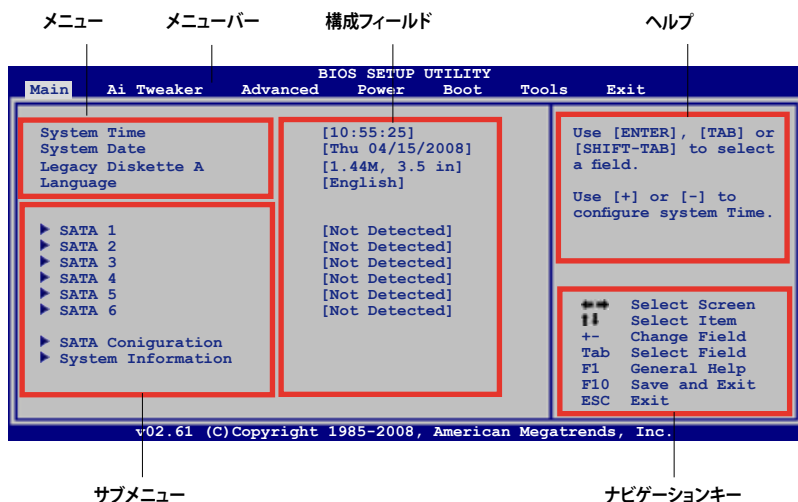 メニュー メニューバー 構成フィールド ヘルプ
BIOS SETUP UTILITY
Main Ai Tweaker Advanced Power Boot Tools Exit
System Time [10:55:25]
System Date [Thu 04/15/2008]
Legacy Diskette A [1.44M, 3.5 in]
Language [English]
SATA 1 [Not Detected]
SATA 2 [Not Detected]
SATA 3 [Not Detected]
SATA 4 [Not Detected]
SATA 5 [Not Detected]
SATA 6 [Not Detected]
SATA Coniguration
System Information
Use [ENTER], [TAB] or
[SHIFT-TAB] to select
a field.
Use [+] or [-] to
configure system Time.
Select Screen
Select Item
+- Change Field
Tab Select Field
F1 General Help
F10 Save and Exit
ESC Exit
v02.61 (C)Copyright 1985-2008, American Megatrends, Inc.
サブメニュー ナビゲーションキー